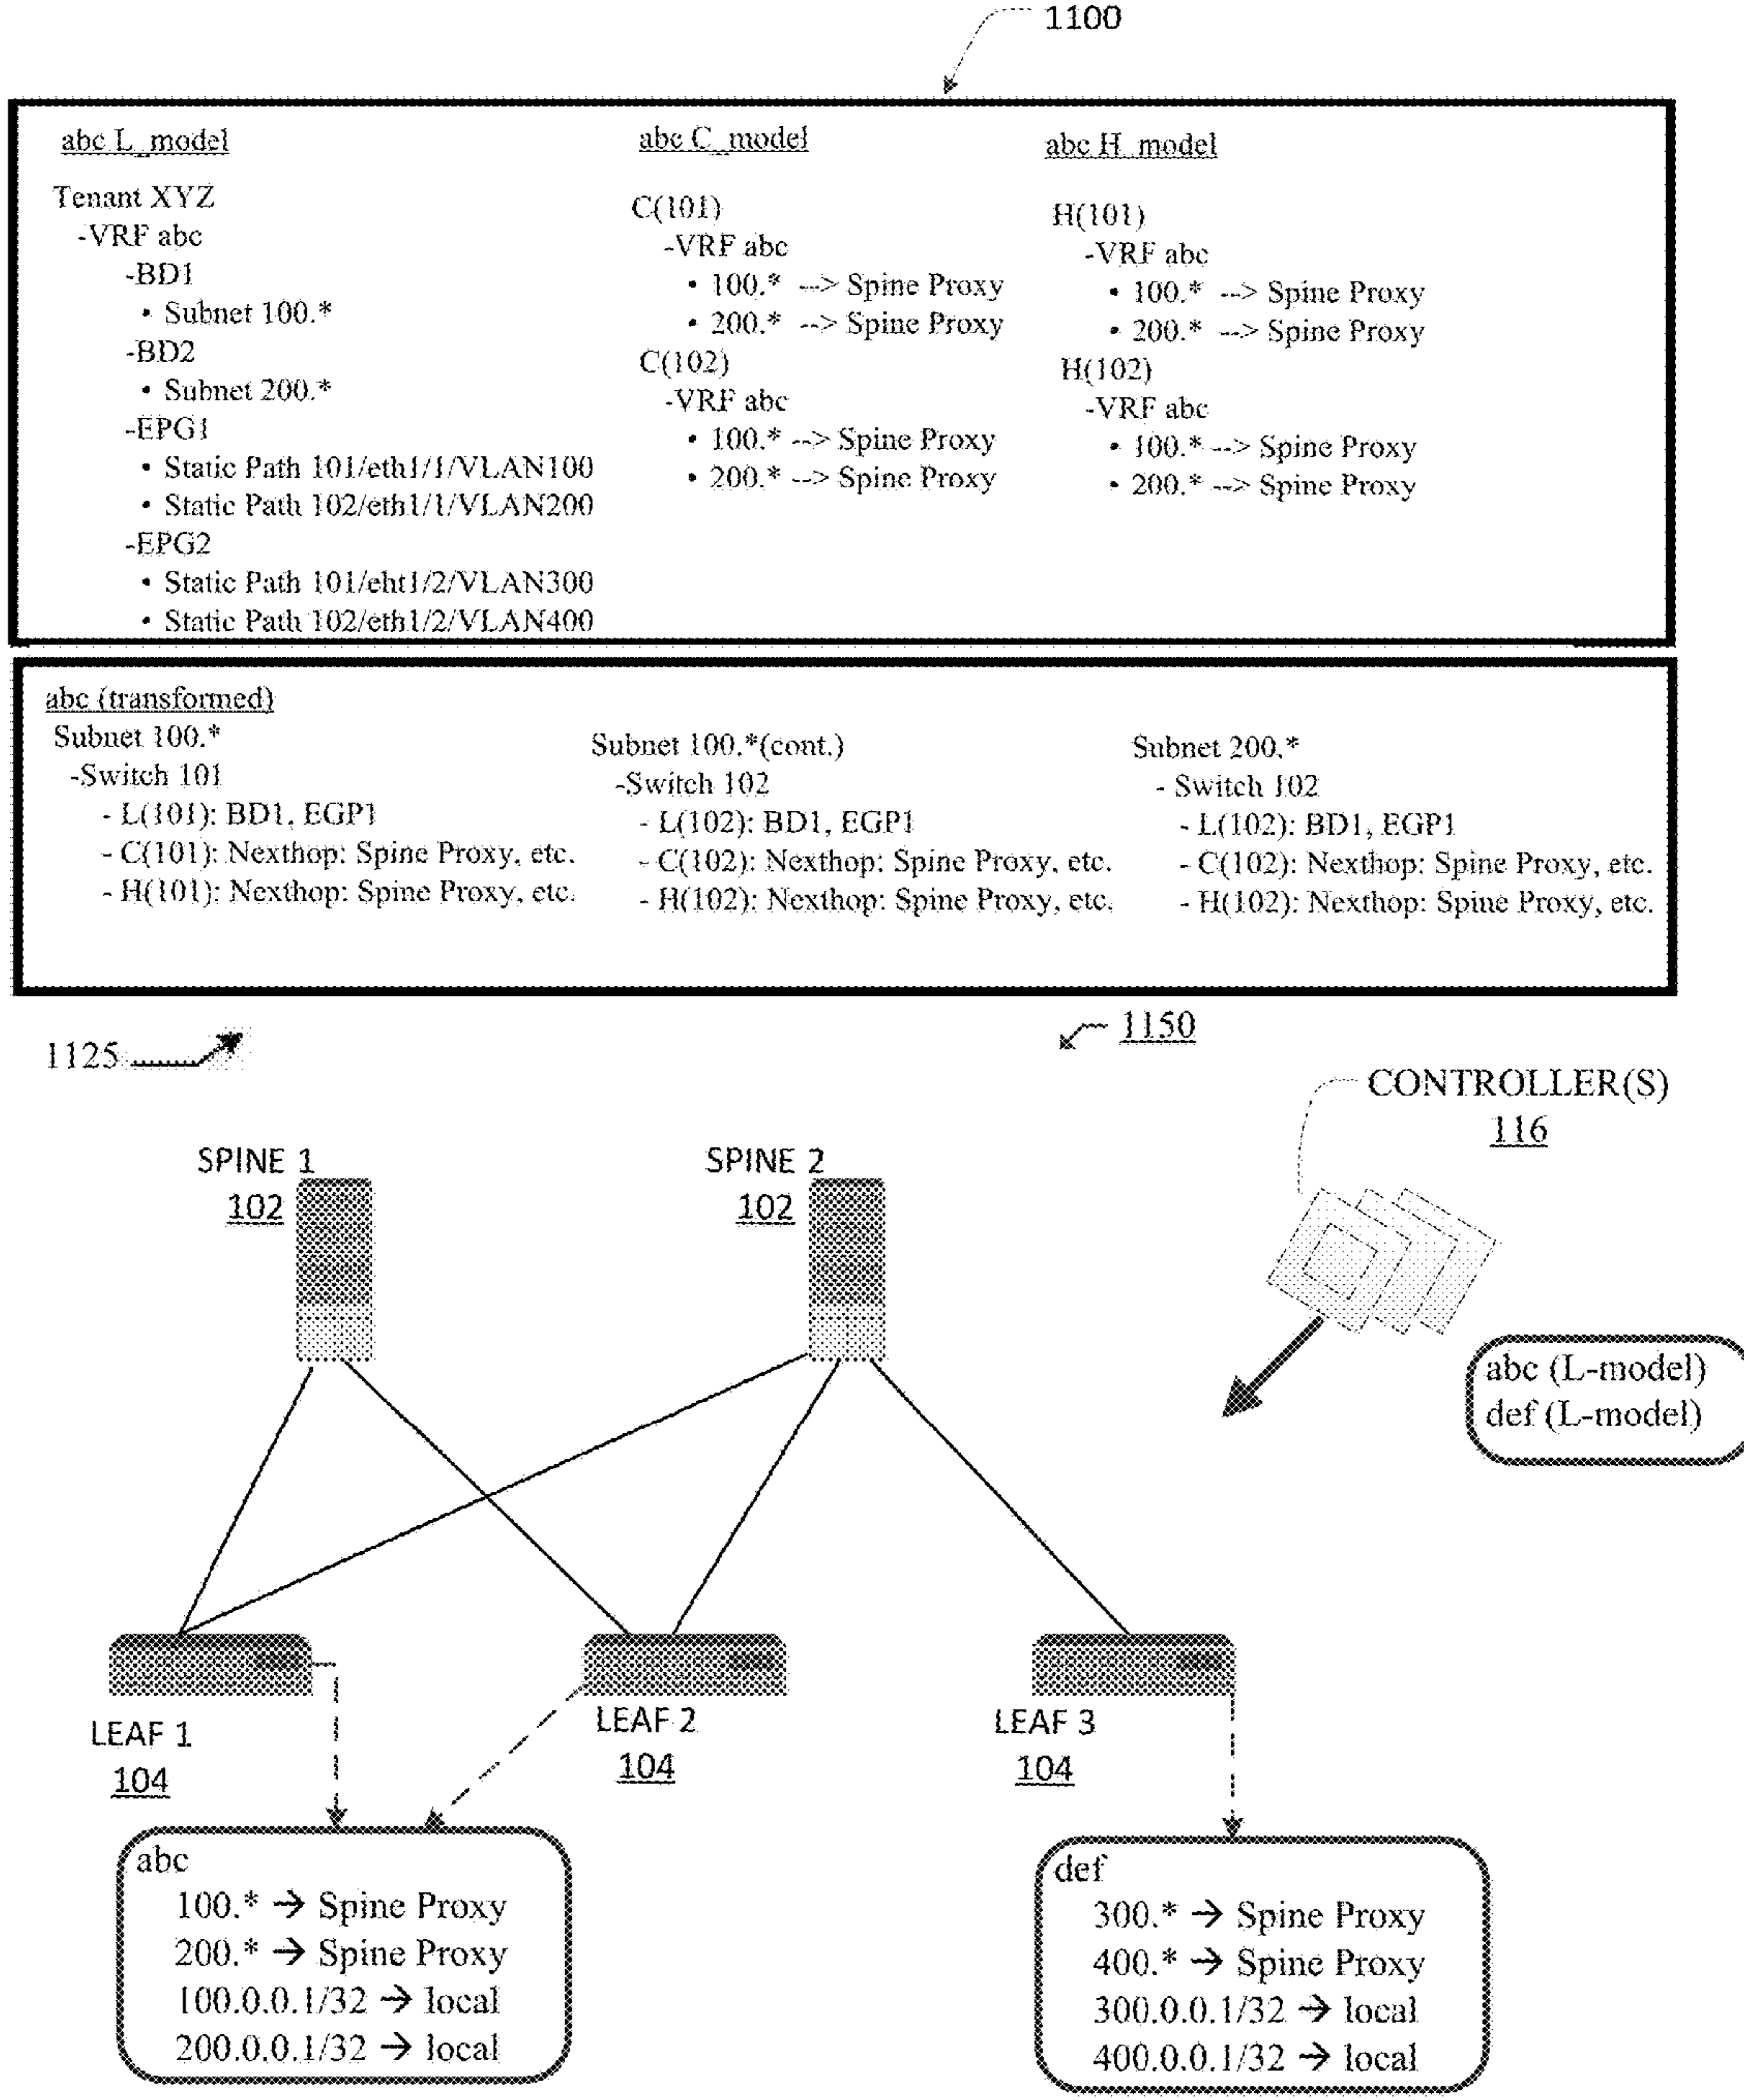 1100
abc L_model
Tenant XYZ
-VRF abc
-BD1
• Subnet 100.*
-BD2
• Subnet 200.*
-EPG1
• Static Path 101/eth1/1/VLAN100
• Static Path 102/eth1/1/VLAN200
-EPG2
• Static Path 101/eht1/2/VLAN300
• Static Path 102/eth1/2/VLAN400
abc C_model
C(101)
-VRF abc
• 100.* --> Spine Proxy
• 200.* --> Spine Proxy
C(102)
-VRF abc
• 100.* --> Spine Proxy
• 200.* --> Spine Proxy
abc H_model
H(101)
-VRF abc
• 100.* --> Spine Proxy
• 200.* --> Spine Proxy
H(102)
-VRF abc
• 100.* --> Spine Proxy
• 200.* --> Spine Proxy
abc (transformed)
Subnet 100.*
-Switch 101
- L(101): BD1, EGP1
- C(101): Nexthop: Spine Proxy, etc.
- H(101): Nexthop: Spine Proxy, etc.
Subnet 100.*(cont.)
-Switch 102
- L(102): BD1, EGP1
- C(102): Nexthop: Spine Proxy, etc.
- H(102): Nexthop: Spine Proxy, etc.
Subnet 200.*
- Switch 102
- L(102): BD1, EGP1
- C(102): Nexthop: Spine Proxy, etc.
- H(102): Nexthop: Spine Proxy, etc.
1125
1150
CONTROLLER(S)
116
SPINE 1
102
SPINE 2
102
abc (L-model)
def (L-model)
LEAF 1
104
LEAF 2
104
LEAF 3
104
abc
100.* → Spine Proxy
200.* → Spine Proxy
100.0.0.1/32 → local
200.0.0.1/32 → local
def
300.* → Spine Proxy
400.* → Spine Proxy
300.0.0.1/32 → local
400.0.0.1/32 → local